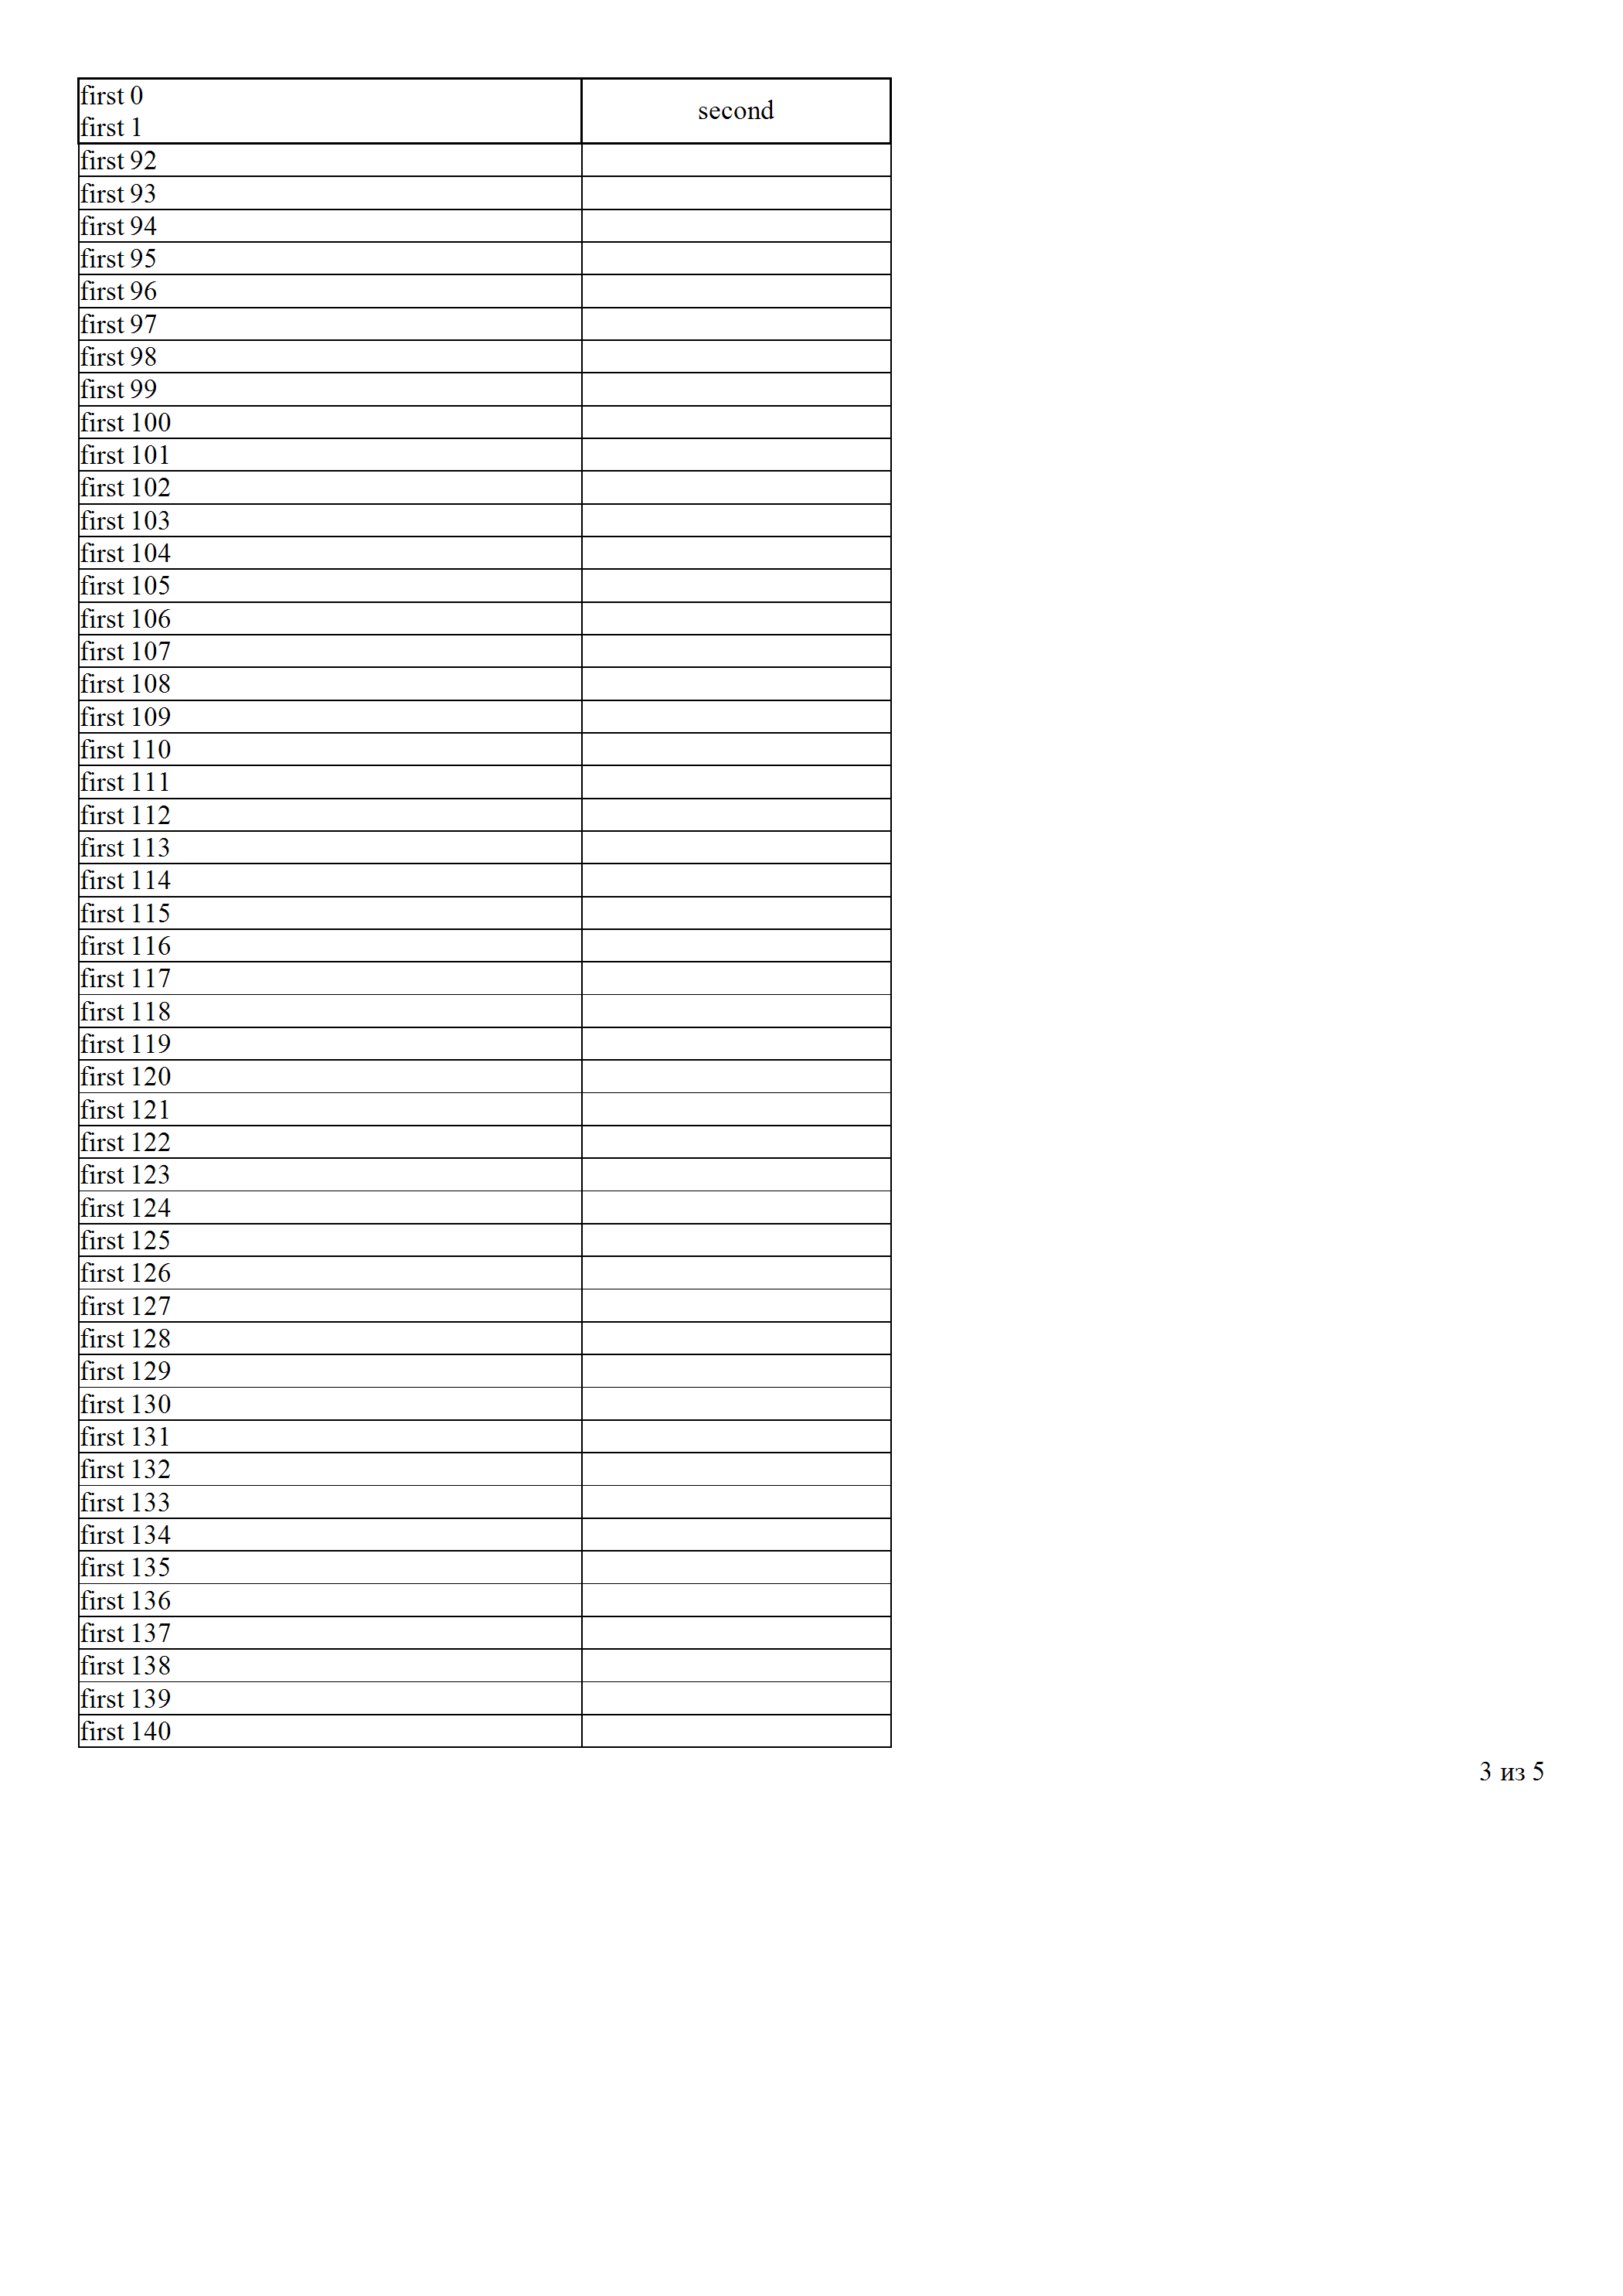 first 0
first 1
second
first 92
first 93
first 94
first 95
first 96
first 97
first 98
first 99
first 100
first 101
first 102
first 103
first 104
first 105
first 106
first 107
first 108
first 109
first 110
first 111
first 112
first 113
first 114
first 115
first 116
first 117
first 118
first 119
first 120
first 121
first 122
first 123
first 124
first 125
first 126
first 127
first 128
first 129
first 130
first 131
first 132
first 133
first 134
first 135
first 136
first 137
first 138
first 139
first 140
3 из 5